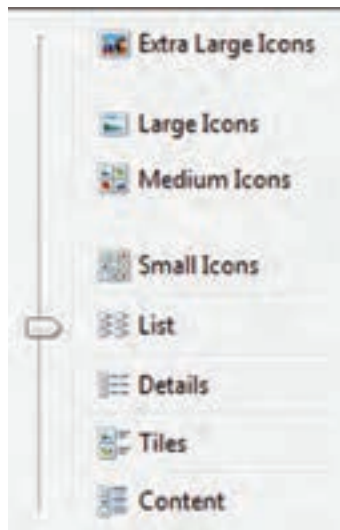 Extra Large Icons
Large Icons
Medium Icons
Small Icons
List
Details
Tiles
Content